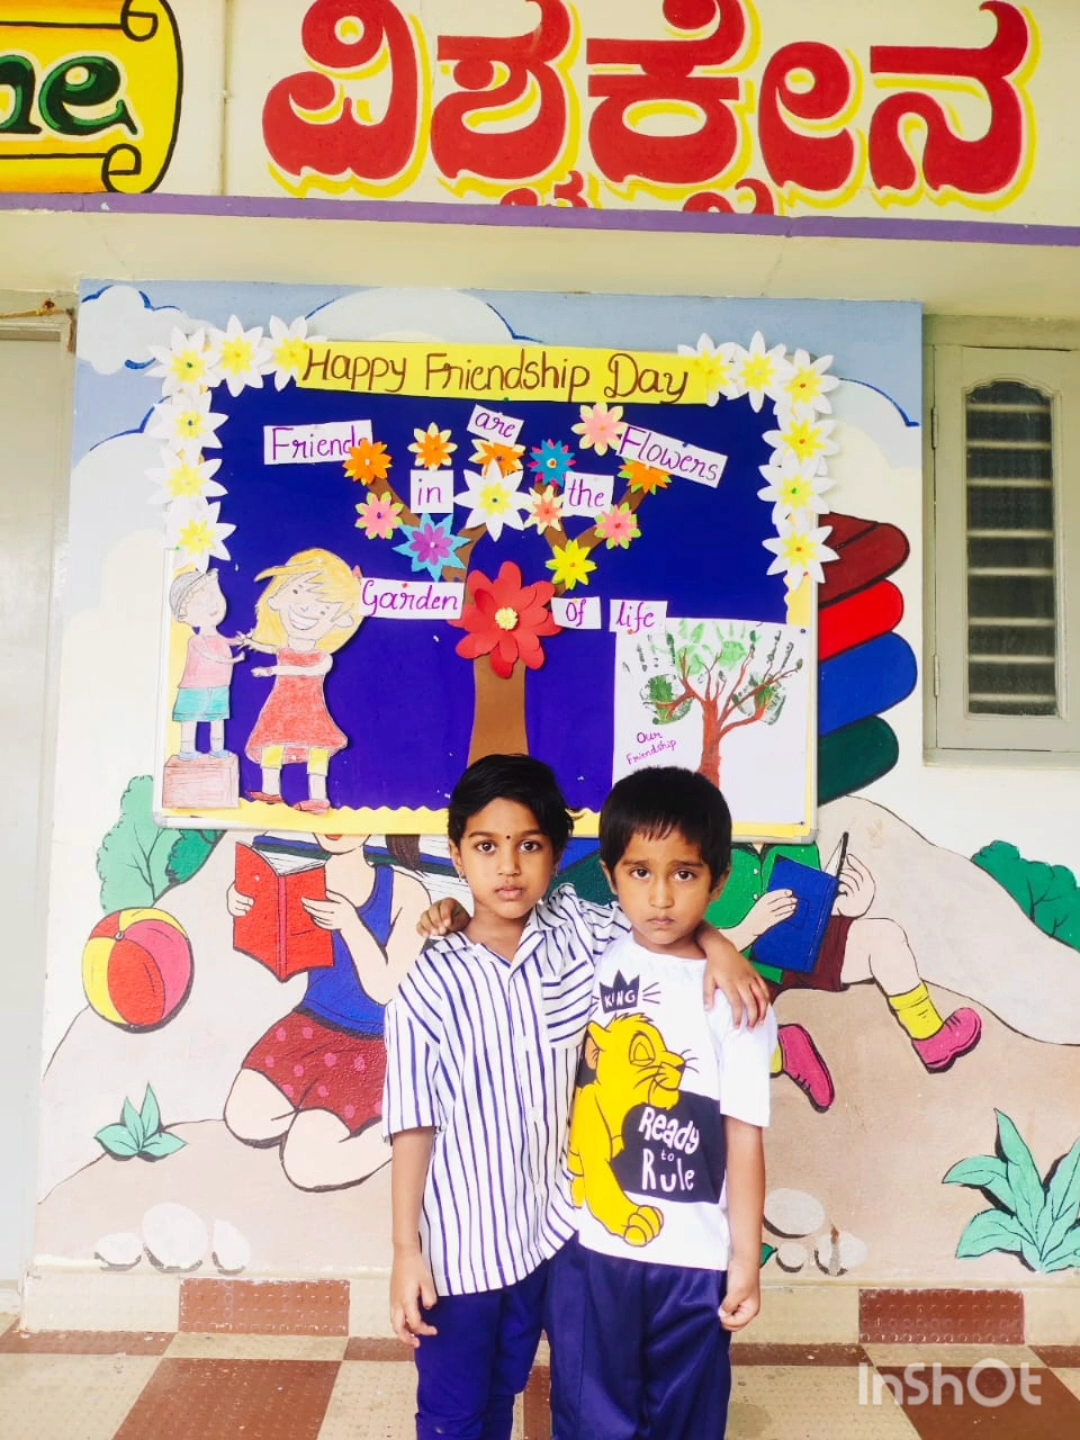 ne ವಿಶ್ವಕ್ಸೇನ
Happy Friendship Day
Friends are Flowers
in the
Garden of life
Our
Friendship
KING
Ready
to
Rule
InShOt